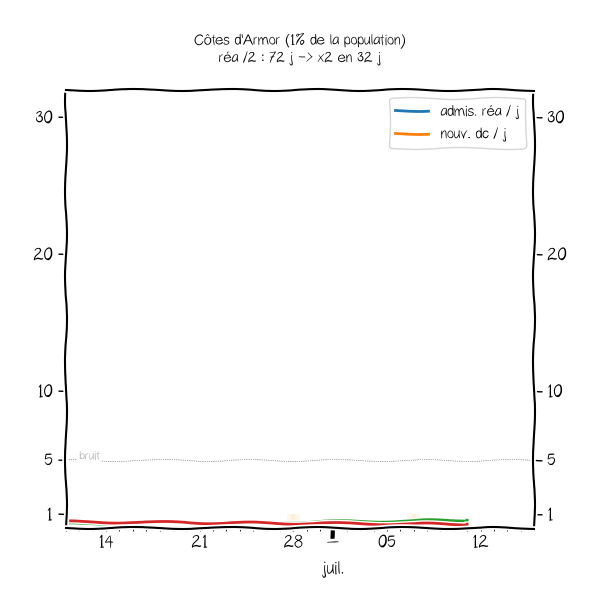 Côtes d'Armor (1% de la population)
réa /2 : 72 j -> x2 en 32 j
admis. réa / j
nouv. dc / j
30
30
20
20
10
10
5
bruit
5
1
1
14
21
28
1
05
12
juil.